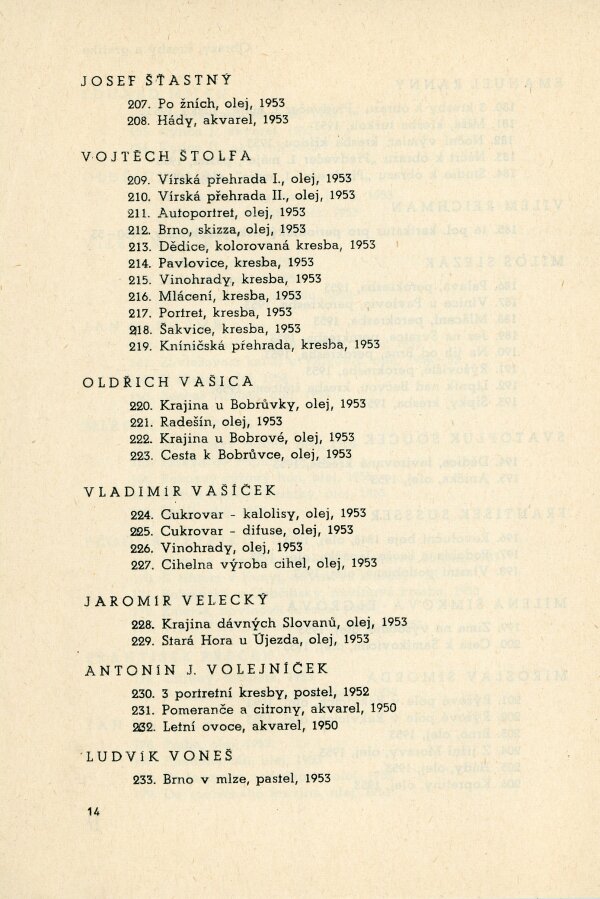 JOSEF ŠŤASTNÝ
207. Po žních, olej, 1953
208. Hády, akvarel, 1953
VOJTĚCH ŠTOLFA
209. Vírská přehrada I., olej, 1953
210. Vírská přehrada II., olej, 1953
211. Autoportret, olej, 1953
212. Brno, skizza, olej, 1953
213. Dědice, kolorovaná kresba, 1953
214. Pavlovice, kresba, 1953
215. Vinohrady, kresba, 1953
216. Mlácení, kresba, 1953
217. Portret, kresba, 1953
218. Šakvice, kresba, 1953
219. Kníničská přehrada, kresba, 1953
OLDŘICH VAŠICA
220. Krajina u Bobrůvky, olej, 1953
221. Radešín, olej, 1953
222. Krajina u Bobrové, olej, 1953
223. Cesta k Bobrůvce, olej, 1953
VLADIMÍR VAŠÍČEK
224. Cukrovar - kalolisy, olej, 1953
225. Cukrovar - difuse, olej, 1953
226. Vinohrady, olej, 1953
227. Cihelna výroba cihel, olej, 1953
JAROMÍR VELECKÝ
228. Krajina dávných Slovanů, olej, 1953
229. Stará Hora u Újezda, olej, 1953
ANTONÍN J. VOLEJNÍČEK
230. 3 portretní kresby, postel, 1952
231. Pomeranče a citrony, akvarel, 1950
232. Letní ovoce, akvarel, 1950
LUDVÍK VONEŠ
233. Brno v mlze, pastel, 1953
14